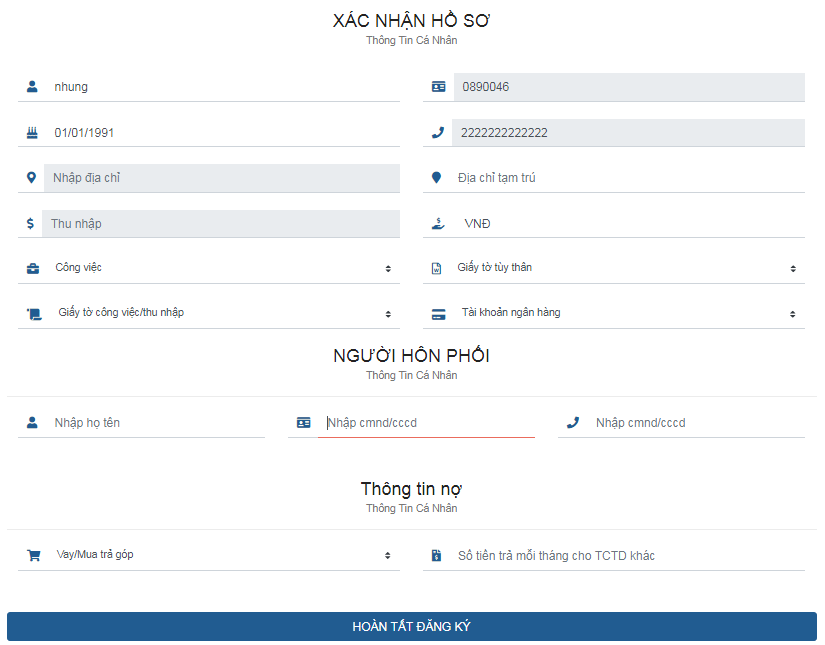 XÁC NHẬN HỒ SƠ
Thông Tin Cá Nhân
nhung
0890046
01/01/1991
2222222222222
Nhập địa chỉ
Địa chỉ tạm trú
Thu nhập
VNĐ
Công việc
Giấy tờ tùy thân
Giấy tờ công việc/thu nhập
Tài khoản ngân hàng
NGƯỜI HÔN PHỐI
Thông Tin Cá Nhân
Nhập họ tên
Nhập cmnd/cccd
Nhập cmnd/cccd
Thông tin nợ
Thông Tin Cá Nhân
Vay/Mua trả góp
Số tiền trả mỗi tháng cho TCTD khác
HOÀN TẤT ĐĂNG KÝ